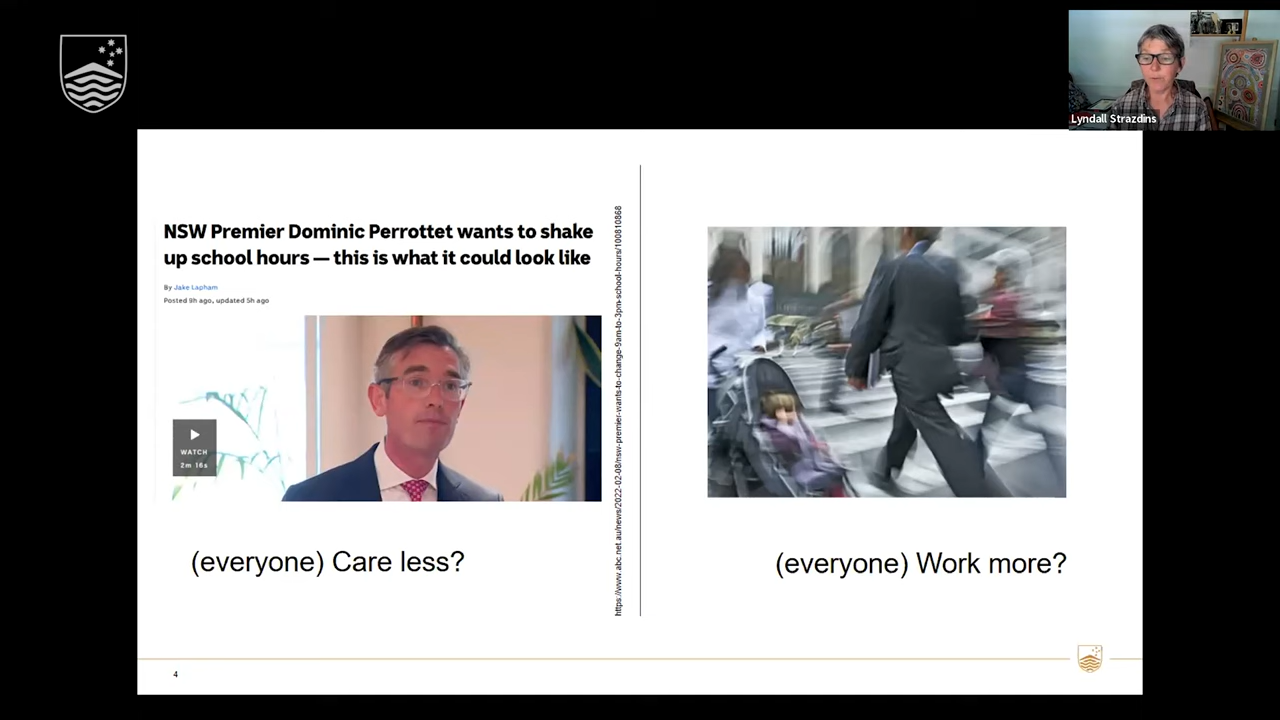 Lyndall Strazdins
NSW Premier Dominic Perrottet wants to shake
up school hours — this is what it could look like
By Jake Lapham
Posted 9h ago, updated 5h ago
WATCH
2m 16s
https://www.abc.net.au/news/2022-02-08/nsw-premier-wants-to-change-9am-to-3pm-school-hours/100810868
(everyone) Care less?
(everyone) Work more?
4